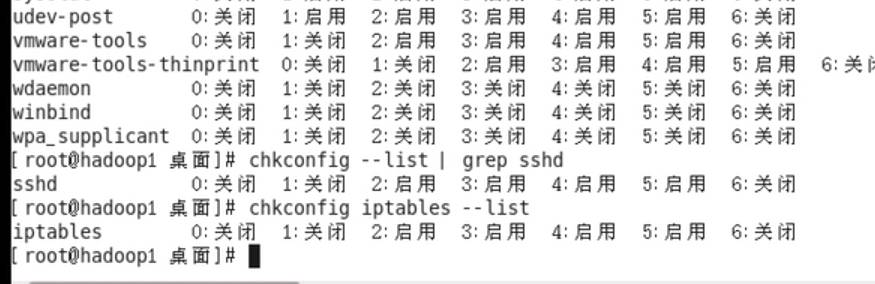 udev-post 0:关闭 1:启用 2:启用 3:启用 4:启用 5:启用 6:关闭
vmware-tools 0:关闭 1:关闭 2:启用 3:启用 4:启用 5:启用 6:关闭
vmware-tools-thinprint 0:关闭 1:关闭 2:启用 3:启用 4:启用 5:启用 6:关
wdaemon 0:关闭 1:关闭 2:关闭 3:关闭 4:关闭 5:关闭 6:关闭
winbind 0:关闭 1:关闭 2:关闭 3:关闭 4:关闭 5:关闭 6:关闭
wpa_supplicant 0:关闭 1:关闭 2:关闭 3:关闭 4:关闭 5:关闭 6:关闭
[root@hadoop1 桌面]# chkconfig --list | grep sshd
sshd 0:关闭 1:关闭 2:启用 3:启用 4:启用 5:启用 6:关闭
[root@hadoop1 桌面]# chkconfig iptables --list
iptables 0:关闭 1:关闭 2:启用 3:启用 4:启用 5:启用 6:关闭
[root@hadoop1 桌面]#